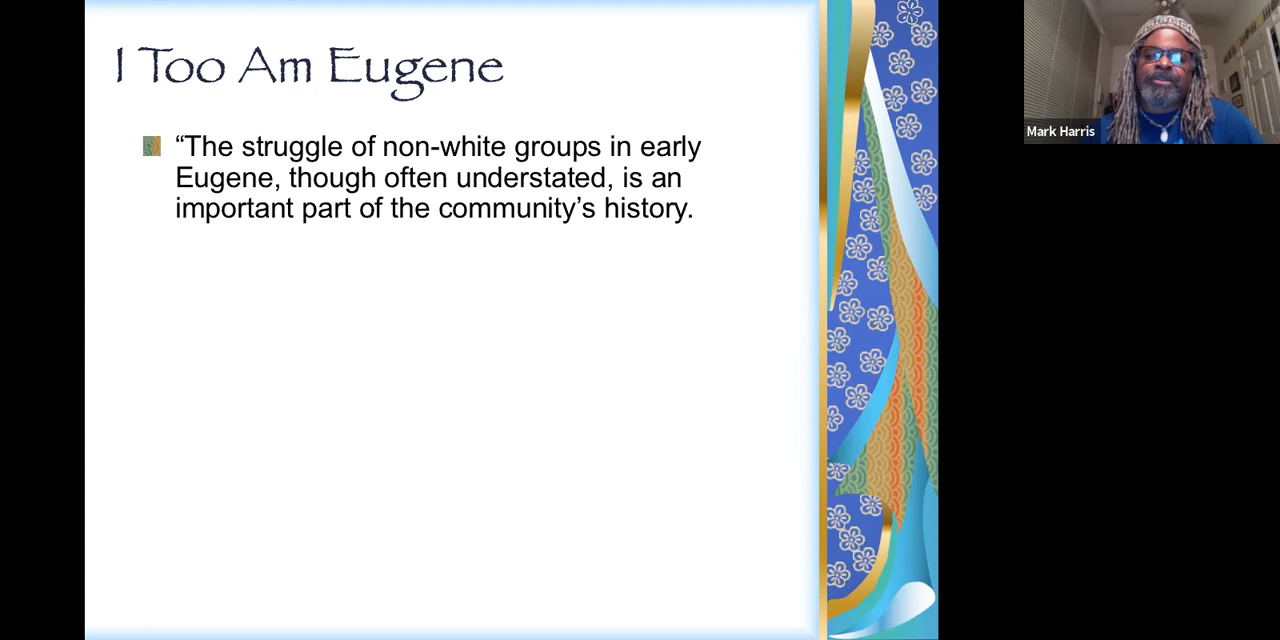 I Too Am Eugene
“The struggle of non-white groups in early
Eugene, though often understated, is an
important part of the community’s history.
Mark Harris